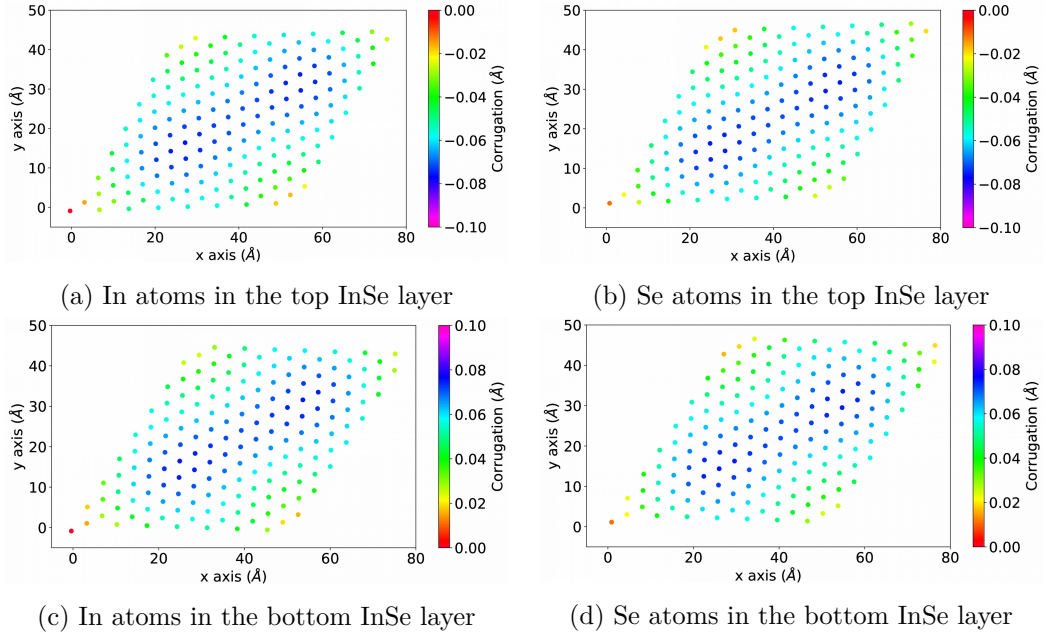 50
40
30
20
10
0
y axis (Å)
0 20 40 60 80
x axis (Å)
0.00
−0.02
−0.04
−0.06
−0.08
−0.10
Corrugation (Å)
(a) In atoms in the top InSe layer
50
40
30
20
10
0
y axis (Å)
0 20 40 60 80
x axis (Å)
0.00
−0.02
−0.04
−0.06
−0.08
−0.10
Corrugation (Å)
(b) Se atoms in the top InSe layer
50
40
30
20
10
0
y axis (Å)
0 20 40 60 80
x axis (Å)
0.10
0.08
0.06
0.04
0.02
0.00
Corrugation (Å)
(c) In atoms in the bottom InSe layer
50
40
30
20
10
0
y axis (Å)
0 20 40 60 80
x axis (Å)
0.10
0.08
0.06
0.04
0.02
0.00
Corrugation (Å)
(d) Se atoms in the bottom InSe layer